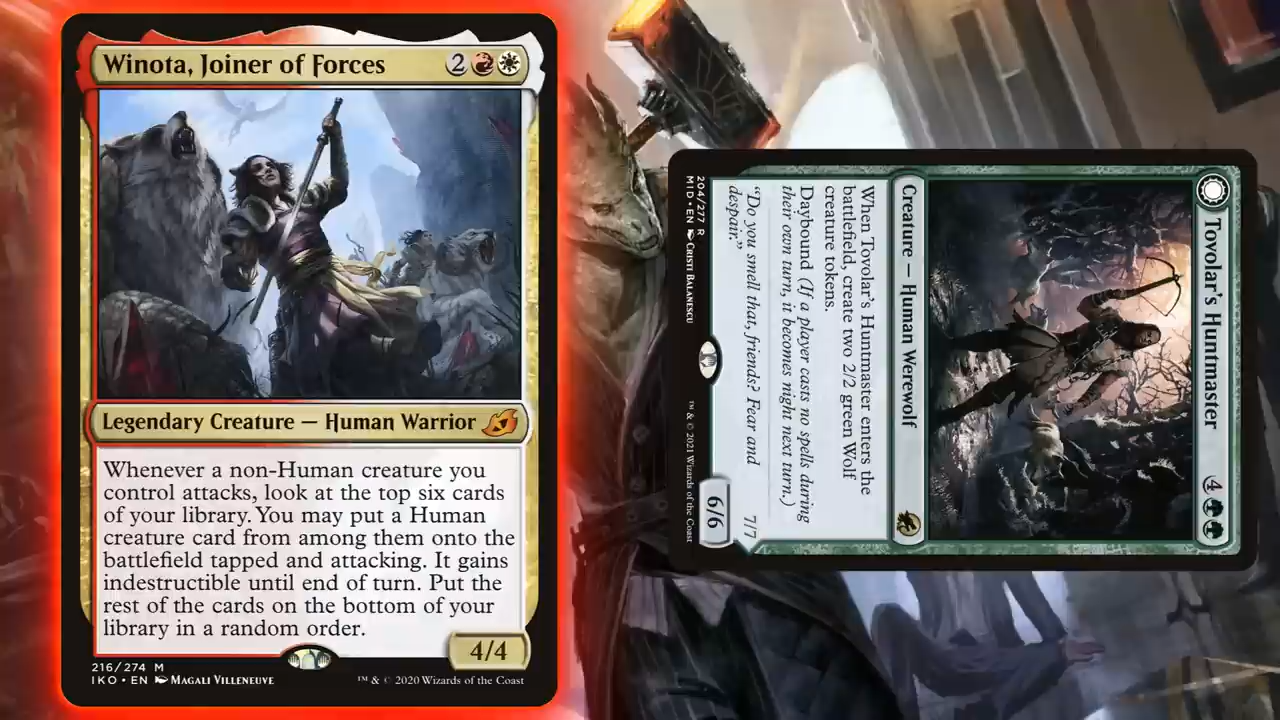 Winota, Joiner of Forces 2
Legendary Creature — Human Warrior
Whenever a non-Human creature you
control attacks, look at the top six cards
of your library. You may put a Human
creature card from among them onto the
battlefield tapped and attacking. It gains
indestructible until end of turn. Put the
rest of the cards on the bottom of your
library in a random order.
4/4
216/274 M
IKO • EN Magali Villeneuve ™ & © 2020 Wizards of the Coast
Tovolar's Huntmaster 4
Creature — Human Werewolf
When Tovolar's Huntmaster enters the
battlefield, create two 2/2 green Wolf
creature tokens.
Daybound (If a player casts no spells during
their own turn, it becomes night next turn.)
"Do you smell that, friends? Fear and
despair."
7/7
6/6
204/277 R
MID • EN Cristi Balanescu ™ & © 2021 Wizards of the Coast